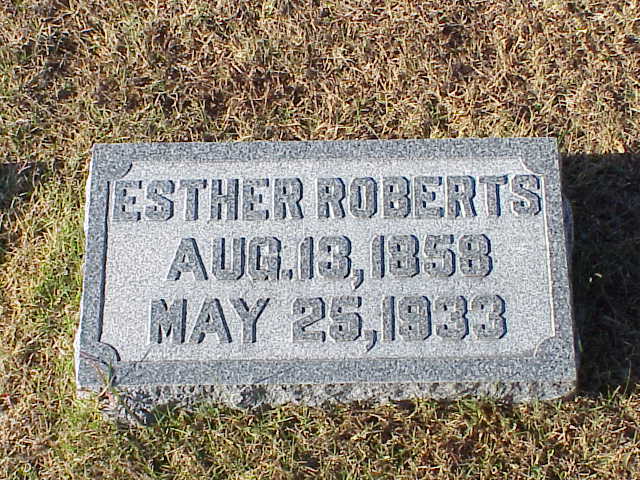 ESTHER ROBERTS
AUG. 13, 1858
MAY 25, 1933